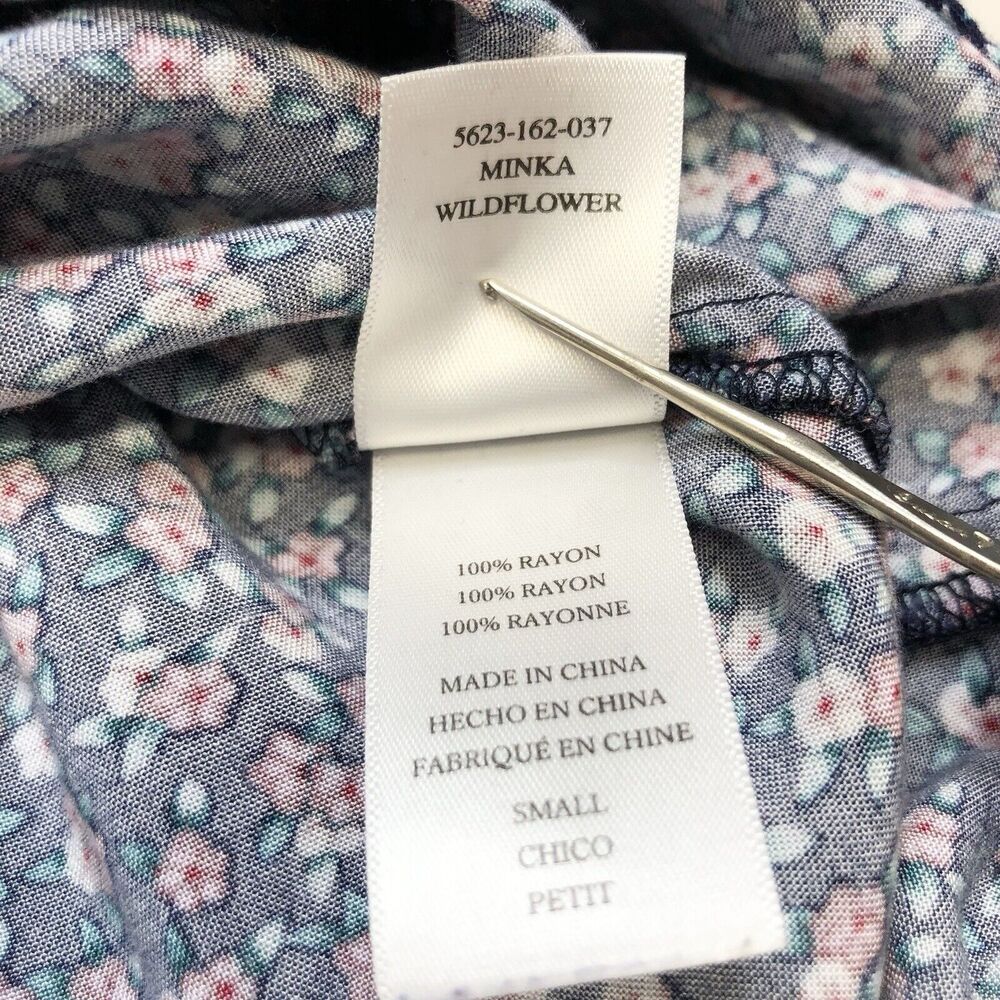 5623-162-037
MINKA
WILDFLOWER
100% RAYON
100% RAYON
100% RAYONNE
MADE IN CHINA
HECHO EN CHINA
FABRIQUÉ EN CHINE
SMALL
CHICO
PETIT